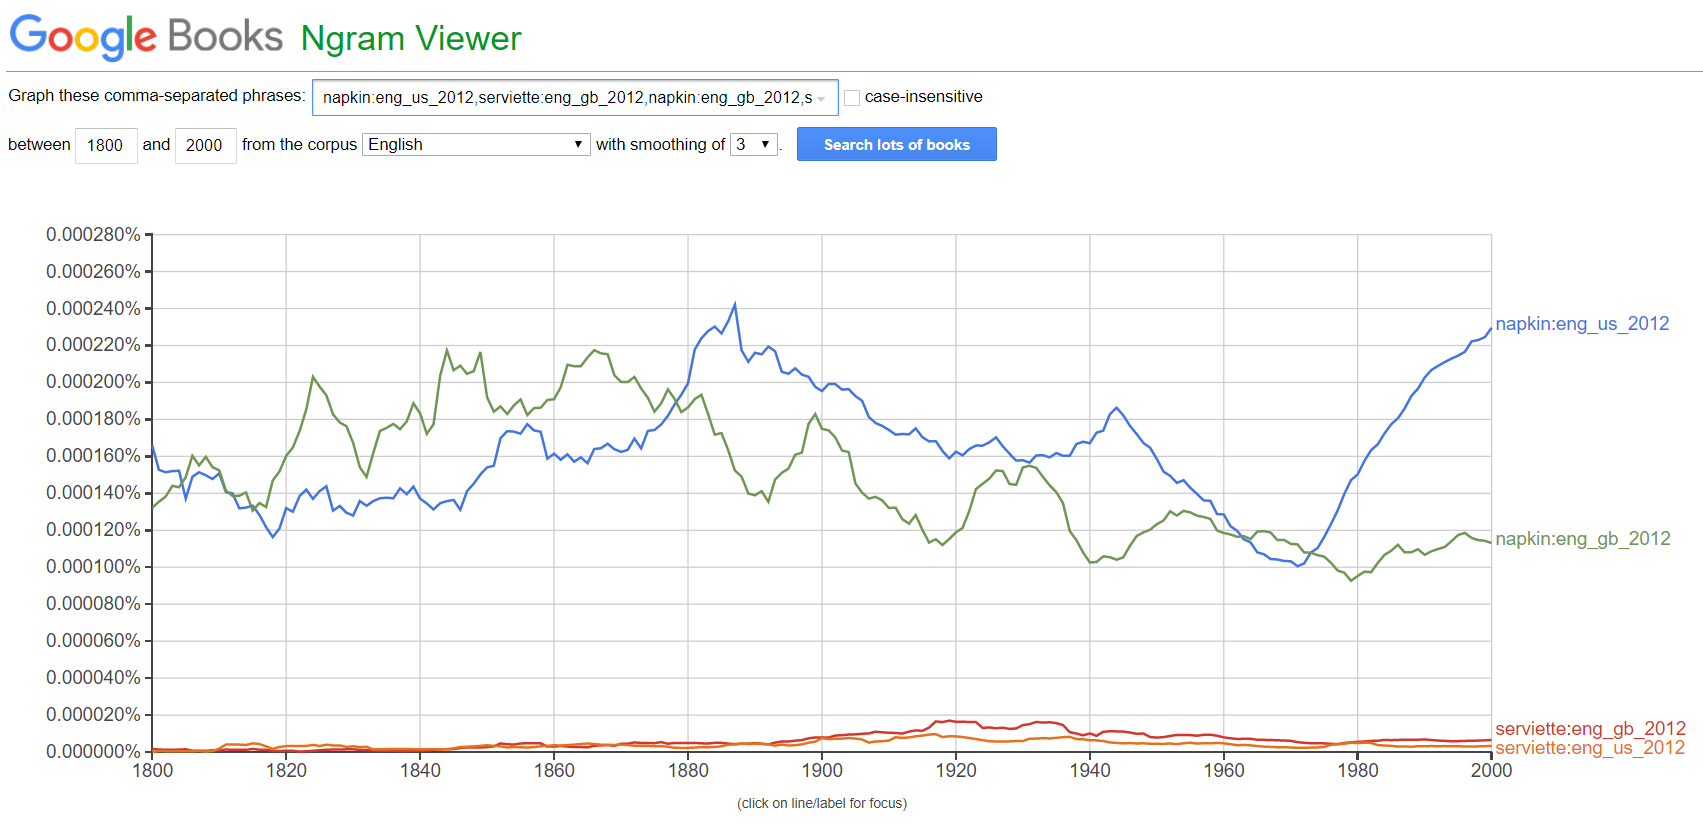 Google Books Ngram Viewer
Graph these comma-separated phrases: napkin:eng_us_2012,serviette:eng_gb_2012,napkin:eng_gb_2012,s case-insensitive
between 1800 and 2000 from the corpus English with smoothing of 3 . Search lots of books
0.000280%
0.000260%
0.000240%
0.000220%
0.000200%
0.000180%
0.000160%
0.000140%
0.000120%
0.000100%
0.000080%
0.000060%
0.000040%
0.000020%
0.000000%
napkin:eng_us_2012
napkin:eng_gb_2012
serviette:eng_gb_2012
serviette:eng_us_2012
1800 1820 1840 1860 1880 1900 1920 1940 1960 1980 2000
(click on line/label for focus)